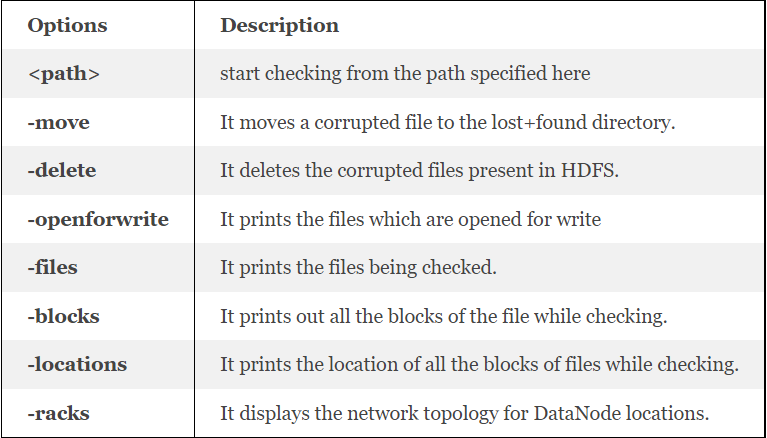 Options Description
<path> start checking from the path specified here
-move It moves a corrupted file to the lost+found directory.
-delete It deletes the corrupted files present in HDFS.
-openforwrite It prints the files which are opened for write
-files It prints the files being checked.
-blocks It prints out all the blocks of the file while checking.
-locations It prints the location of all the blocks of files while checking.
-racks It displays the network topology for DataNode locations.